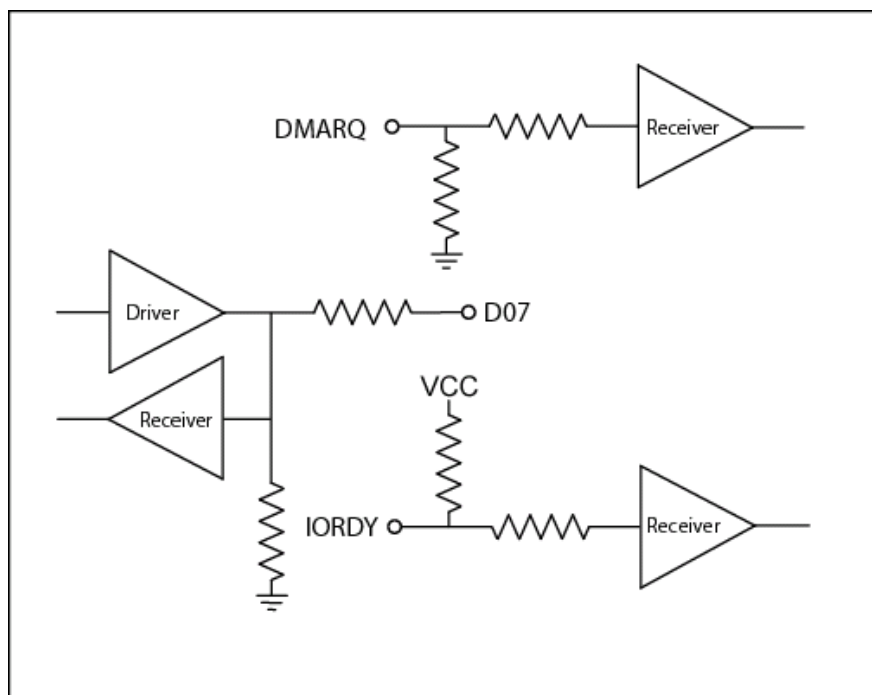 DMARQ
Receiver
Driver
D07
Receiver
VCC
IORDY
Receiver